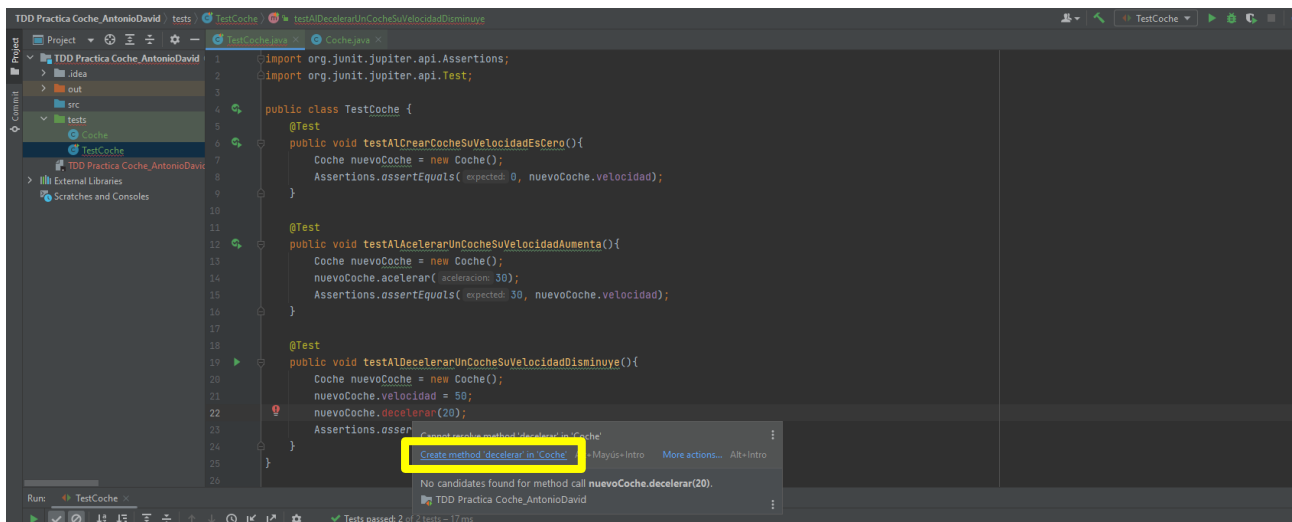 TDD Practica Coche_AntonioDavid tests TestCoche testAlDecelerarUnCocheSuVelocidadDisminuye TestCoche
Project TestCoche.java Coche.java
Project
Commit
TDD Practica Coche_AntonioDavid
.idea
out
src
tests
Coche
TestCoche
TDD Practica Coche_AntonioDavid
External Libraries
Scratches and Consoles
1 import org.junit.jupiter.api.Assertions;
2 import org.junit.jupiter.api.Test;
3
4 public class TestCoche {
5 @Test
6 public void testAlCrearCocheSuVelocidadEsCero(){
7 Coche nuevoCoche = new Coche();
8 Assertions.assertEquals( expected: 0, nuevoCoche.velocidad);
9 }
10
11 @Test
12 public void testAlAcelerarUnCocheSuVelocidadAumenta(){
13 Coche nuevoCoche = new Coche();
14 nuevoCoche.acelerar( aceleracion: 30);
15 Assertions.assertEquals( expected: 30, nuevoCoche.velocidad);
16 }
17
18 @Test
19 public void testAlDecelerarUnCocheSuVelocidadDisminuye(){
20 Coche nuevoCoche = new Coche();
21 nuevoCoche.velocidad = 50;
22 nuevoCoche.decelerar(20);
23 Assertions.asser
24 }
25 }
26
Cannot resolve method 'decelerar' in 'Coche'
Create method 'decelerar' in 'Coche' +Mayús+Intro More actions... Alt+Intro
No candidates found for method call nuevoCoche.decelerar(20).
TDD Practica Coche_AntonioDavid
Run: TestCoche
Tests passed: 2 of 2 tests – 17 ms